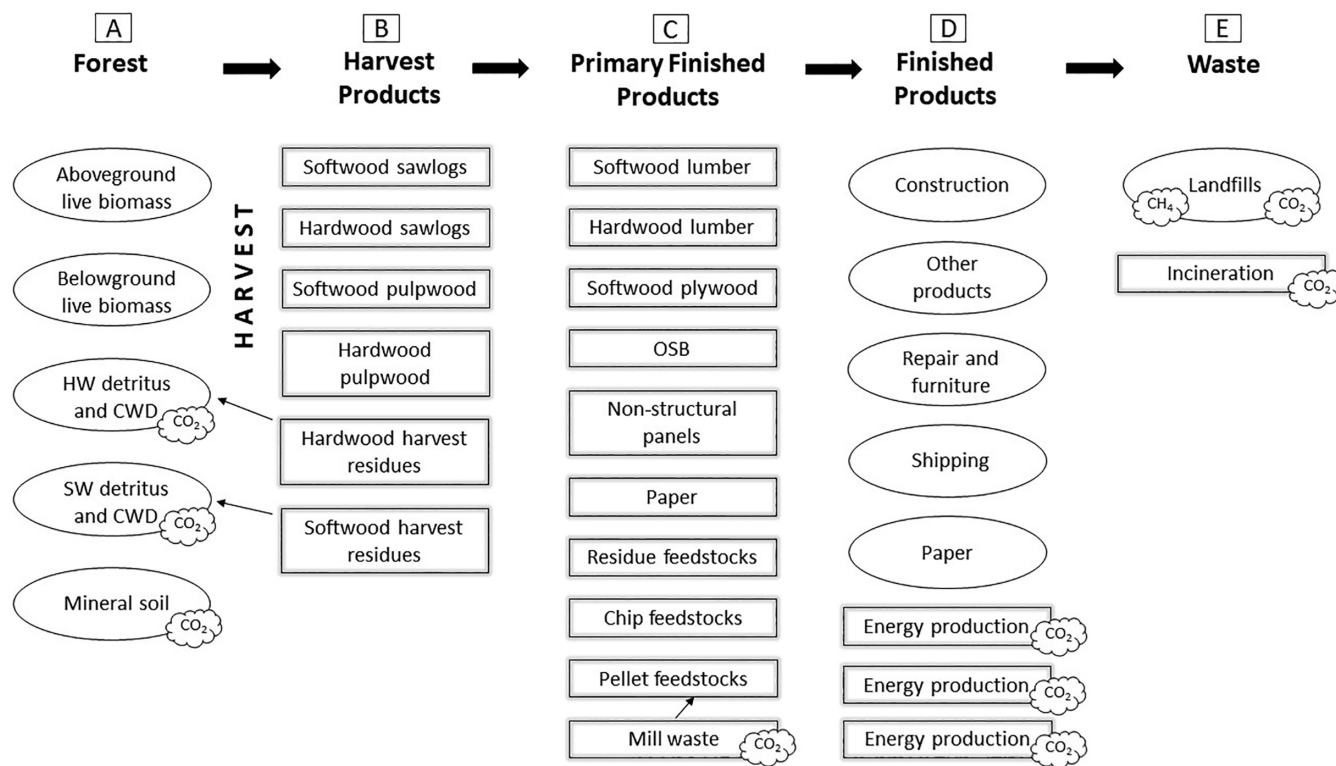 A
Forest
B
Harvest
Products
C
Primary Finished
Products
D
Finished
Products
E
Waste
Aboveground
live biomass
Belowground
live biomass
HW detritus
and CWD
CO₂
SW detritus
and CWD
CO₂
Mineral soil
CO₂
HARVEST
Softwood sawlogs
Hardwood sawlogs
Softwood pulpwood
Hardwood
pulpwood
Hardwood harvest
residues
Softwood harvest
residues
Softwood lumber
Hardwood lumber
Softwood plywood
OSB
Non-structural
panels
Paper
Residue feedstocks
Chip feedstocks
Pellet feedstocks
Mill waste
CO₂
Construction
Other
products
Repair and
furniture
Shipping
Paper
Energy production
CO₂
Energy production
CO₂
Energy production
CO₂
Landfills
CH₄
CO₂
Incineration
CO₂